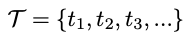 𝒯 = {t₁, t₂, t₃, ...}